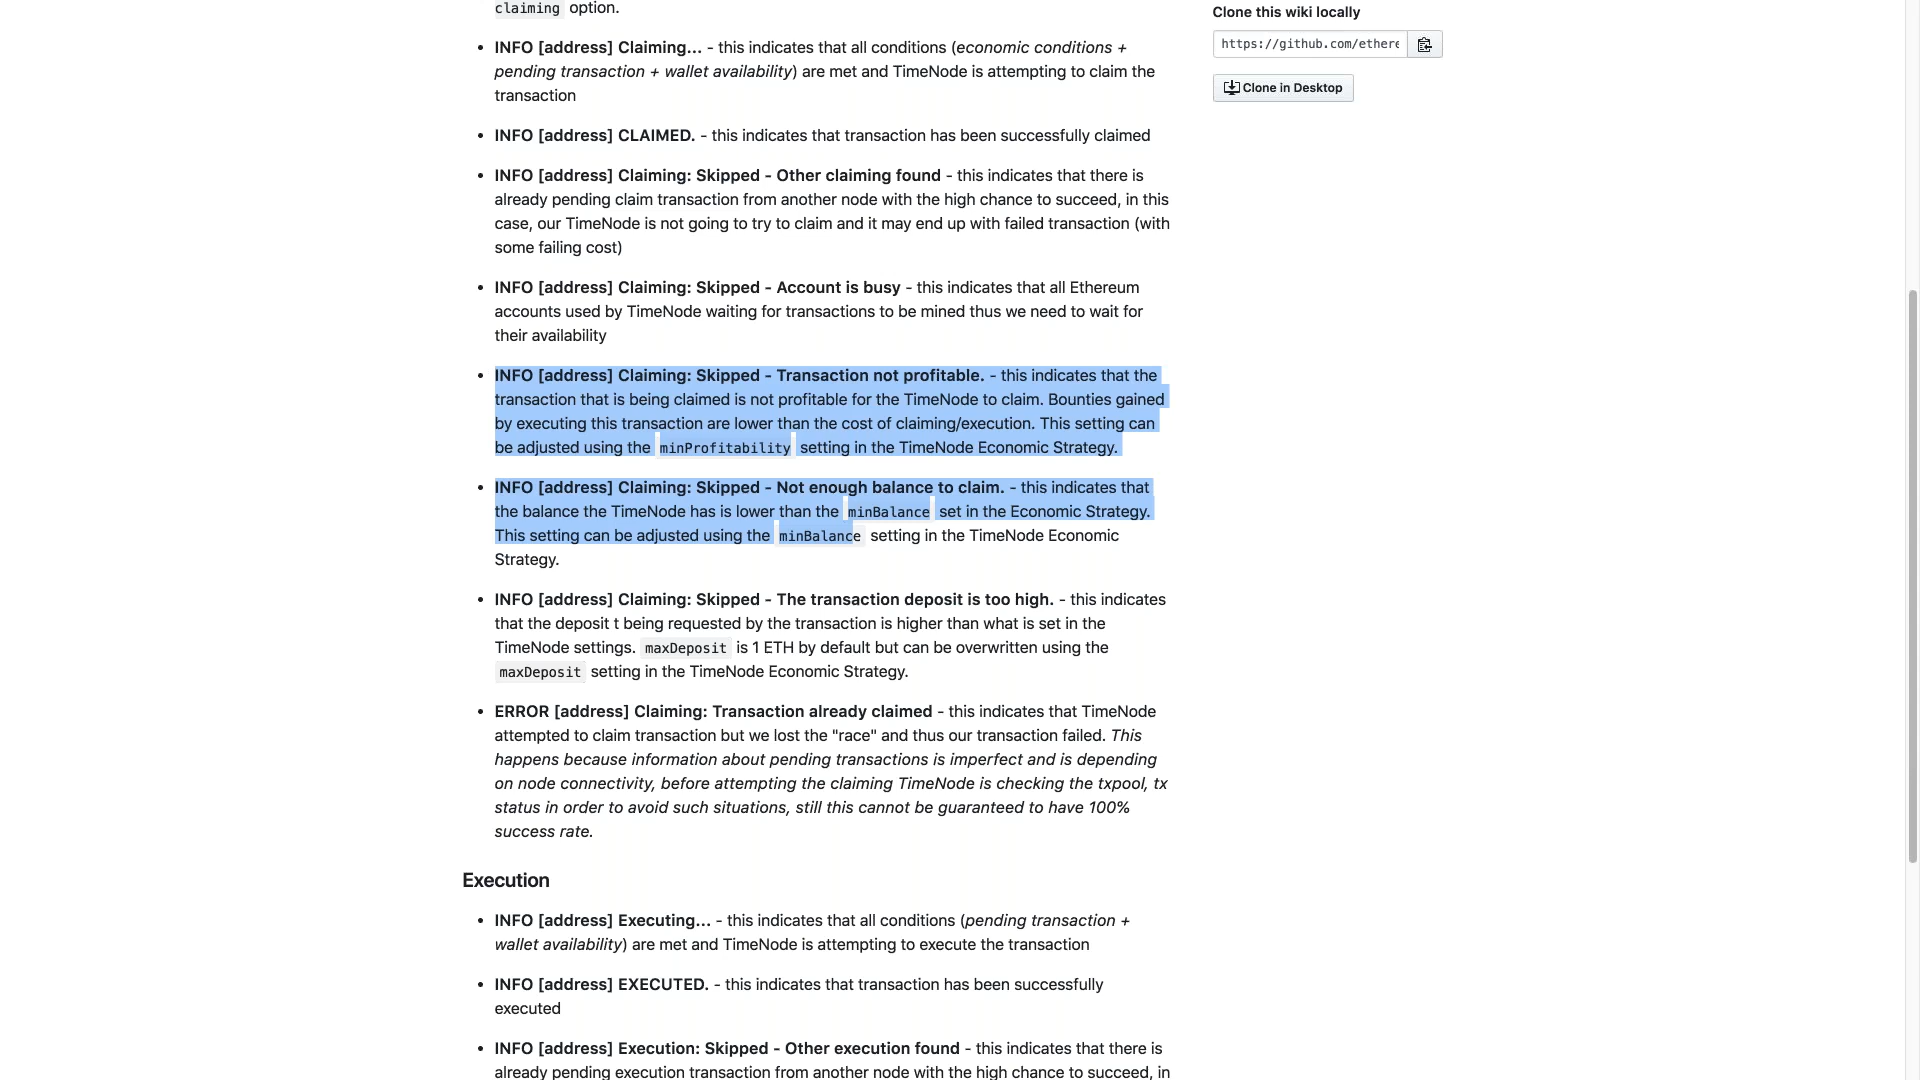 claiming option.
INFO [address] Claiming... - this indicates that all conditions (economic conditions +
pending transaction + wallet availability) are met and TimeNode is attempting to claim the
transaction
INFO [address] CLAIMED. - this indicates that transaction has been successfully claimed
INFO [address] Claiming: Skipped - Other claiming found - this indicates that there is
already pending claim transaction from another node with the high chance to succeed, in this
case, our TimeNode is not going to try to claim and it may end up with failed transaction (with
some failing cost)
INFO [address] Claiming: Skipped - Account is busy - this indicates that all Ethereum
accounts used by TimeNode waiting for transactions to be mined thus we need to wait for
their availability
INFO [address] Claiming: Skipped - Transaction not profitable. - this indicates that the
transaction that is being claimed is not profitable for the TimeNode to claim. Bounties gained
by executing this transaction are lower than the cost of claiming/execution. This setting can
be adjusted using the minProfitability setting in the TimeNode Economic Strategy.
INFO [address] Claiming: Skipped - Not enough balance to claim. - this indicates that
the balance the TimeNode has is lower than the minBalance set in the Economic Strategy.
This setting can be adjusted using the minBalance setting in the TimeNode Economic
Strategy.
INFO [address] Claiming: Skipped - The transaction deposit is too high. - this indicates
that the deposit t being requested by the transaction is higher than what is set in the
TimeNode settings. maxDeposit is 1 ETH by default but can be overwritten using the
maxDeposit setting in the TimeNode Economic Strategy.
ERROR [address] Claiming: Transaction already claimed - this indicates that TimeNode
attempted to claim transaction but we lost the "race" and thus our transaction failed. This
happens because information about pending transactions is imperfect and is depending
on node connectivity, before attempting the claiming TimeNode is checking the txpool, tx
status in order to avoid such situations, still this cannot be guaranteed to have 100%
success rate.
Execution
INFO [address] Executing... - this indicates that all conditions (pending transaction +
wallet availability) are met and TimeNode is attempting to execute the transaction
INFO [address] EXECUTED. - this indicates that transaction has been successfully
executed
INFO [address] Execution: Skipped - Other execution found - this indicates that there is
already pending execution transaction from another node with the high chance to succeed, in
Clone this wiki locally
https://github.com/ethere
Clone in Desktop